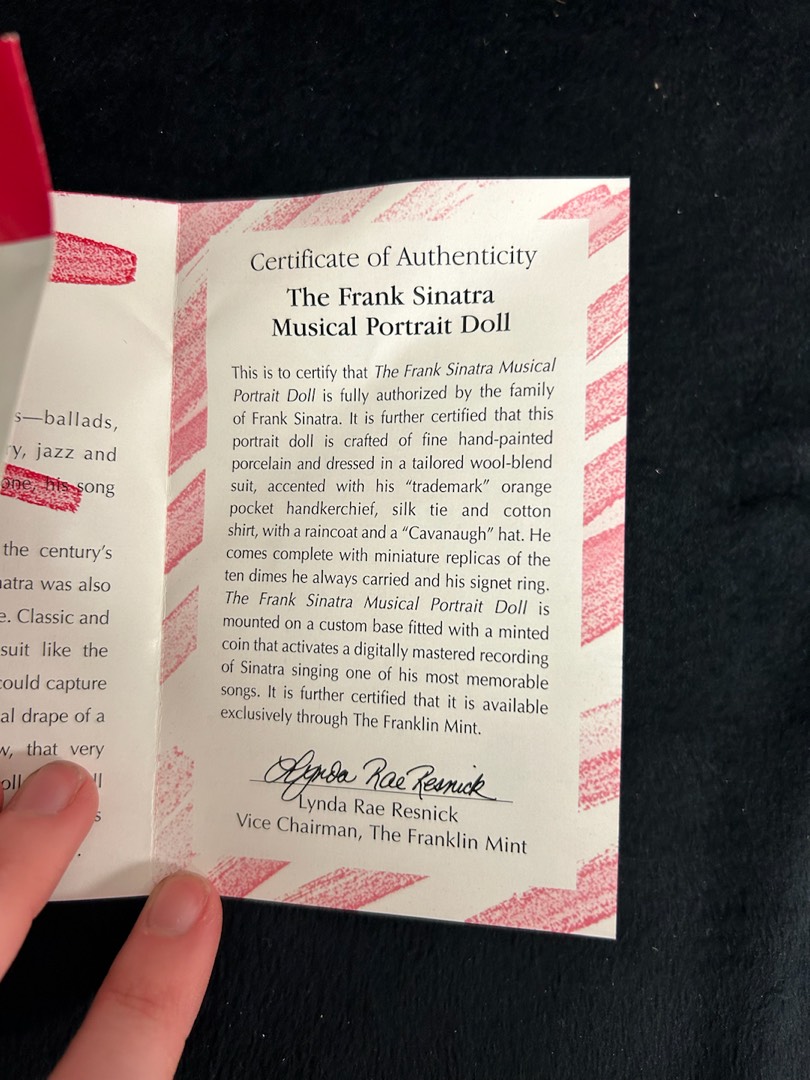 s—ballads,
y, jazz and
one, his song
the century's
natra was also
e. Classic and
suit like the
could capture
al drape of a
w, that very
oll
s
.
Certificate of Authenticity
The Frank Sinatra
Musical Portrait Doll
This is to certify that The Frank Sinatra Musical
Portrait Doll is fully authorized by the family
of Frank Sinatra. It is further certified that this
portrait doll is crafted of fine hand-painted
porcelain and dressed in a tailored wool-blend
suit, accented with his “trademark” orange
pocket handkerchief, silk tie and cotton
shirt, with a raincoat and a “Cavanaugh” hat. He
comes complete with miniature replicas of the
ten dimes he always carried and his signet ring.
The Frank Sinatra Musical Portrait Doll is
mounted on a custom base fitted with a minted
coin that activates a digitally mastered recording
of Sinatra singing one of his most memorable
songs. It is further certified that it is available
exclusively through The Franklin Mint.
Lynda Rae Resnick
Lynda Rae Resnick
Vice Chairman, The Franklin Mint